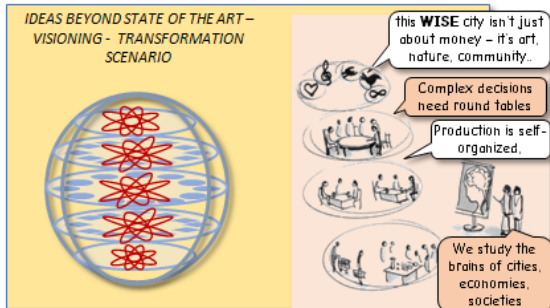 IDEAS BEYOND STATE OF THE ART –
VISIONING - TRANSFORMATION
SCENARIO
this WISE city isn't just
about money – it's art,
nature, community..
Complex decisions
need round tables
Production is self-
organized,
We study the
brains of cities,
economies,
societies